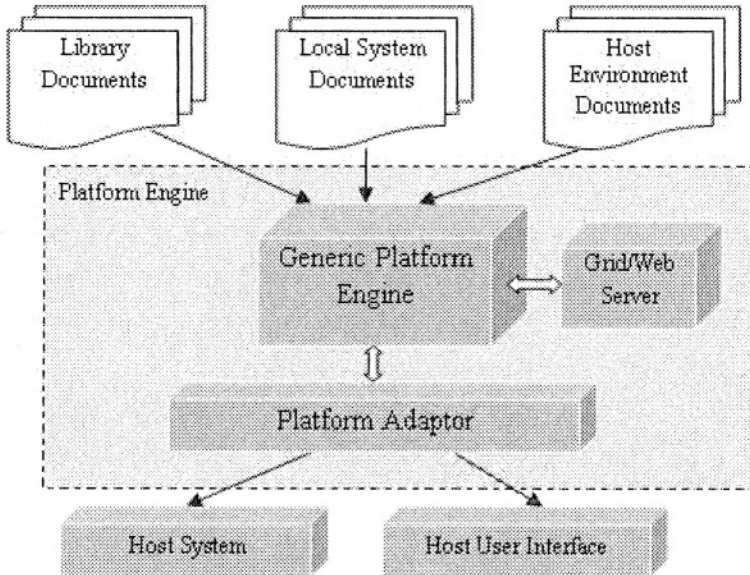 Library
Documents
Local System
Documents
Host
Environment
Documents
Platform Engine
Generic Platform
Engine
Grid/Web
Server
Platform Adaptor
Host System
Host User Interface